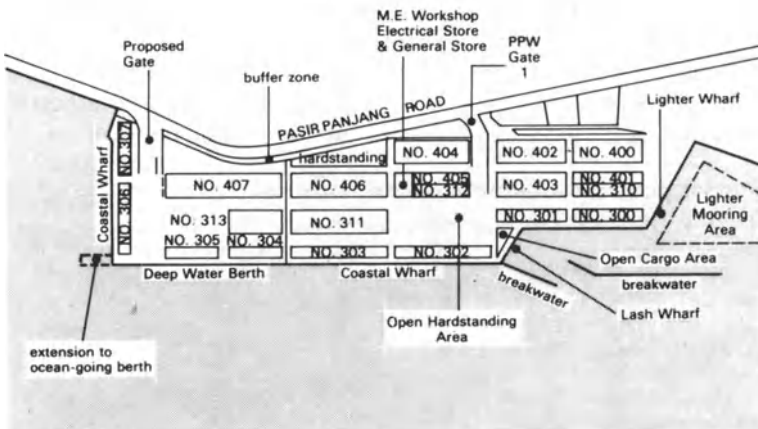 M.E. Workshop
Electrical Store
& General Store
Proposed
Gate
PPW
Gate
1
buffer zone
Lighter Wharf
PASIR PANJANG ROAD
Coastal Wharf
NO. 307
NO. 306
hardstanding
NO. 404
NO. 402
NO. 400
NO. 407
NO. 406
NO. 405
NO. 312
NO. 403
NO. 401
NO. 310
Lighter
Mooring
Area
NO. 313
NO. 311
NO. 301
NO. 300
NO. 305
NO. 304
NO. 303
NO. 302
Open Cargo Area
Deep Water Berth
Coastal Wharf
breakwater
breakwater
Lash Wharf
Open Hardstanding
Area
extension to
ocean-going berth